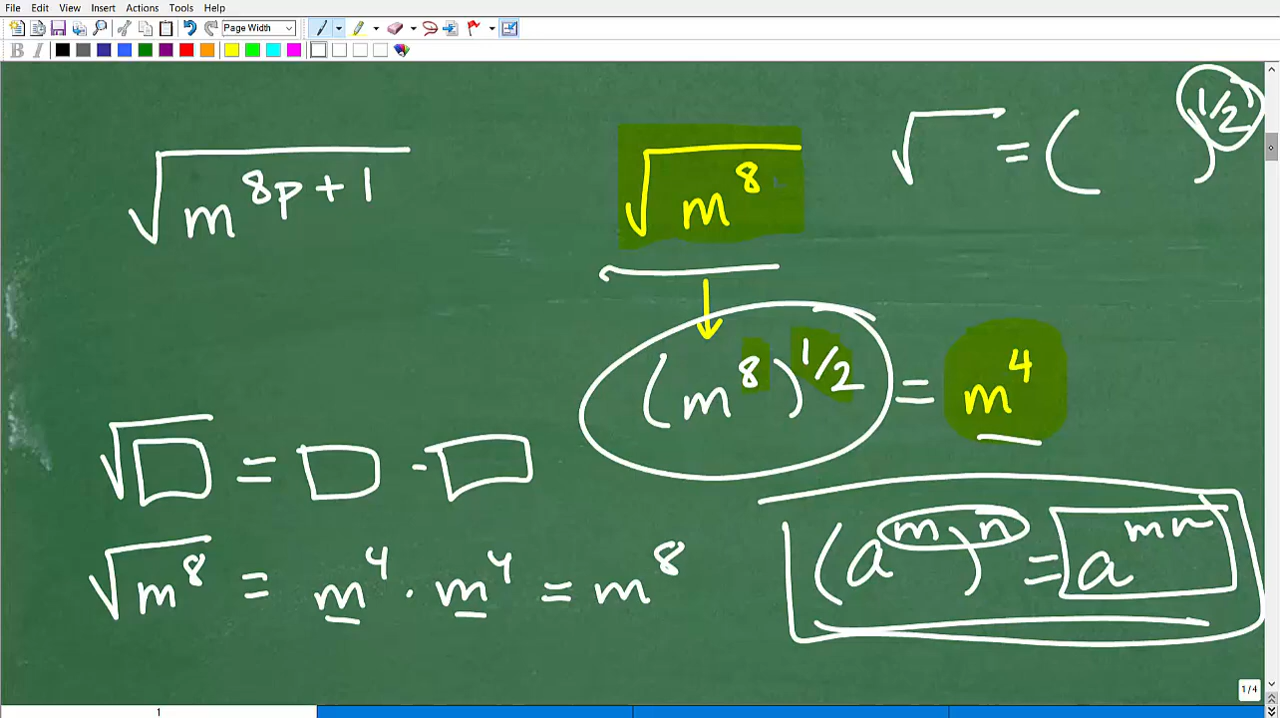 File Edit View Insert Actions Tools Help
Page Width
B I
√m^(8p+1)
√m^8
√ = ( )^(1/2)
(m^8)^(1/2) = m^4
√□ = □ · □
√m^8 = m^4 · m^4 = m^8
(a^m)^n = a^(mn)
1/4
1